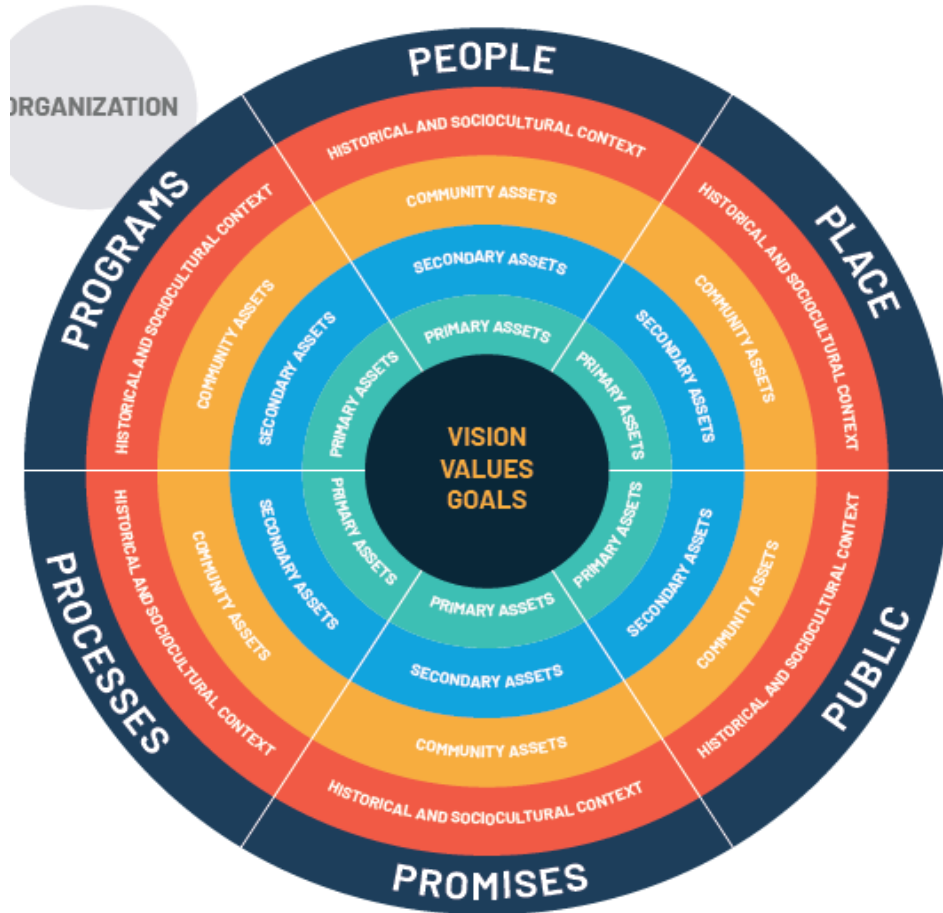 ORGANIZATION
PEOPLE
HISTORICAL AND SOCIOCULTURAL CONTEXT
COMMUNITY ASSETS
SECONDARY ASSETS
PRIMARY ASSETS
PLACE
HISTORICAL AND SOCIOCULTURAL CONTEXT
COMMUNITY ASSETS
SECONDARY ASSETS
PRIMARY ASSETS
PUBLIC
HISTORICAL AND SOCIOCULTURAL CONTEXT
COMMUNITY ASSETS
SECONDARY ASSETS
PRIMARY ASSETS
PROMISES
HISTORICAL AND SOCIOCULTURAL CONTEXT
COMMUNITY ASSETS
SECONDARY ASSETS
PRIMARY ASSETS
PROCESSES
HISTORICAL AND SOCIOCULTURAL CONTEXT
COMMUNITY ASSETS
SECONDARY ASSETS
PRIMARY ASSETS
PROGRAMS
HISTORICAL AND SOCIOCULTURAL CONTEXT
COMMUNITY ASSETS
SECONDARY ASSETS
PRIMARY ASSETS
VISION
VALUES
GOALS